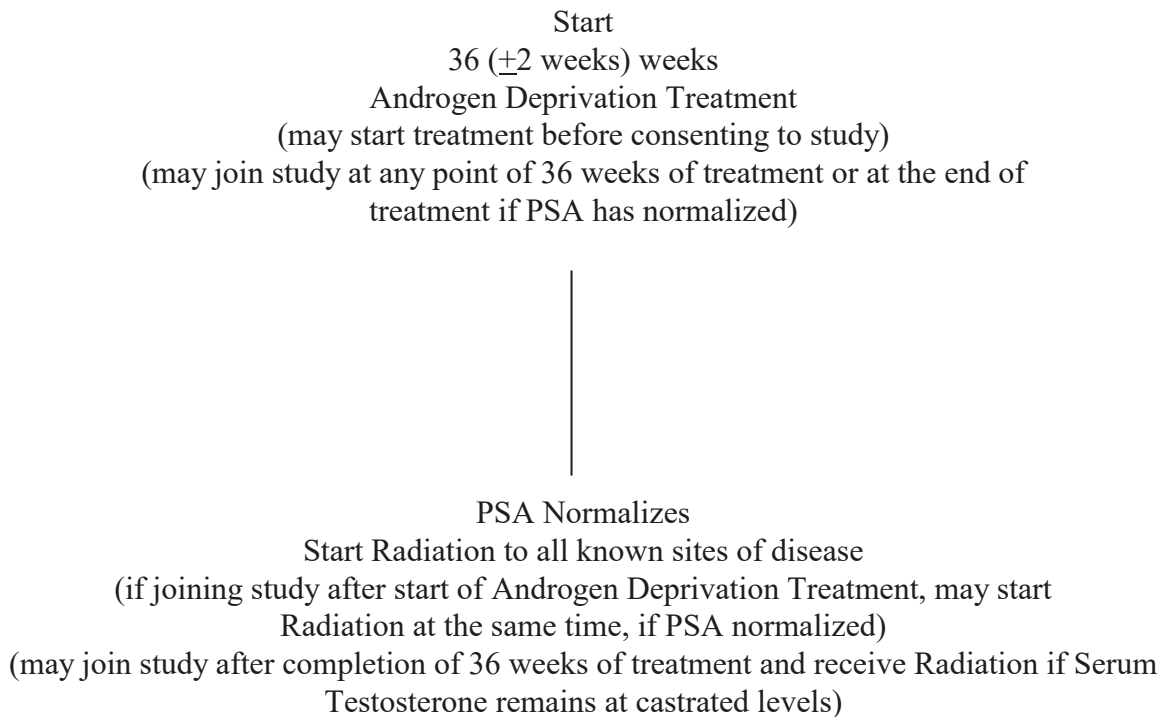 Start
36 (±2 weeks) weeks
Androgen Deprivation Treatment
(may start treatment before consenting to study)
(may join study at any point of 36 weeks of treatment or at the end of
treatment if PSA has normalized)
PSA Normalizes
Start Radiation to all known sites of disease
(if joining study after start of Androgen Deprivation Treatment, may start
Radiation at the same time, if PSA normalized)
(may join study after completion of 36 weeks of treatment and receive Radiation if Serum
Testosterone remains at castrated levels)